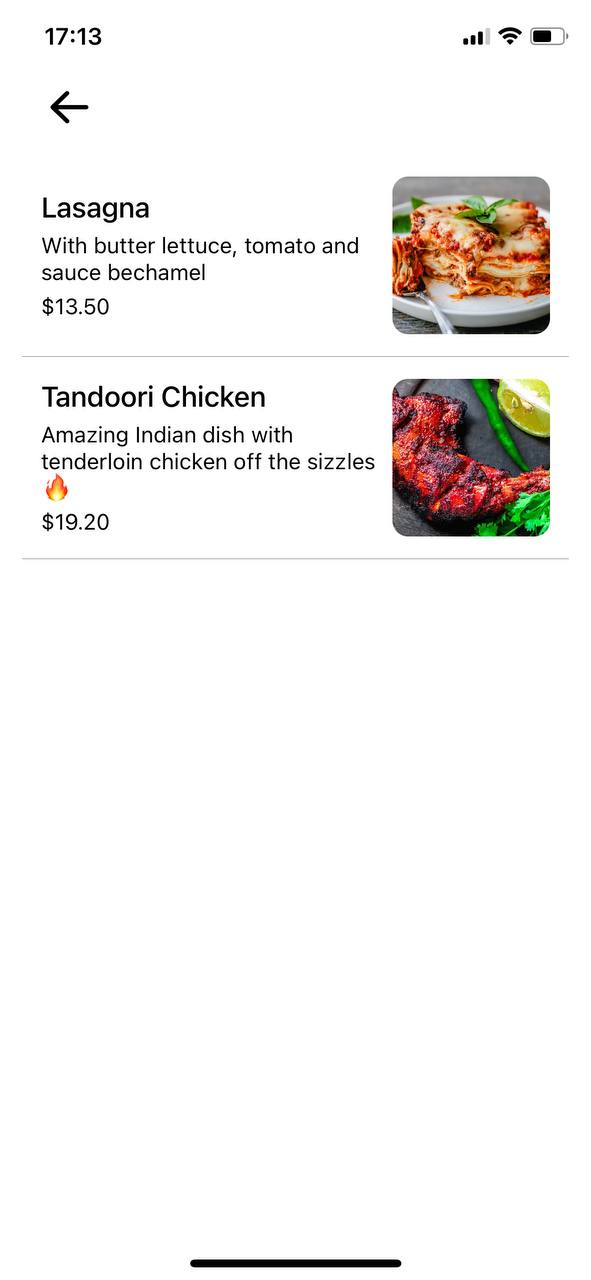 17:13
Lasagna
With butter lettuce, tomato and
sauce bechamel
$13.50
Tandoori Chicken
Amazing Indian dish with
tenderloin chicken off the sizzles
🔥
$19.20